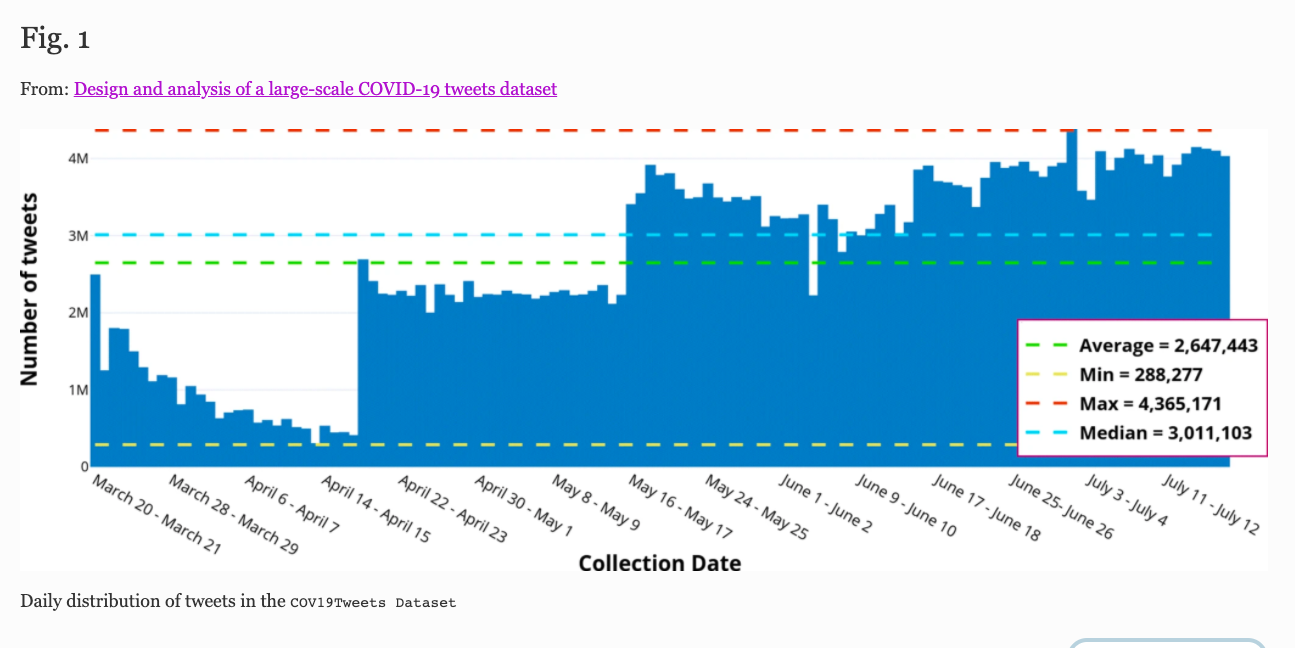 Fig. 1
From: Design and analysis of a large-scale COVID-19 tweets dataset
Number of tweets
4M
3M
2M
1M
0
Average = 2,647,443
Min = 288,277
Max = 4,365,171
Median = 3,011,103
March 20 - March 21
March 28 - March 29
April 6 - April 7
April 14 - April 15
April 22 - April 23
April 30 - May 1
May 8 - May 9
May 16 - May 17
May 24 - May 25
June 1 - June 2
June 9 - June 10
June 17 - June 18
June 25- June 26
July 3 - July 4
July 11 - July 12
Collection Date
Daily distribution of tweets in the COV19Tweets Dataset